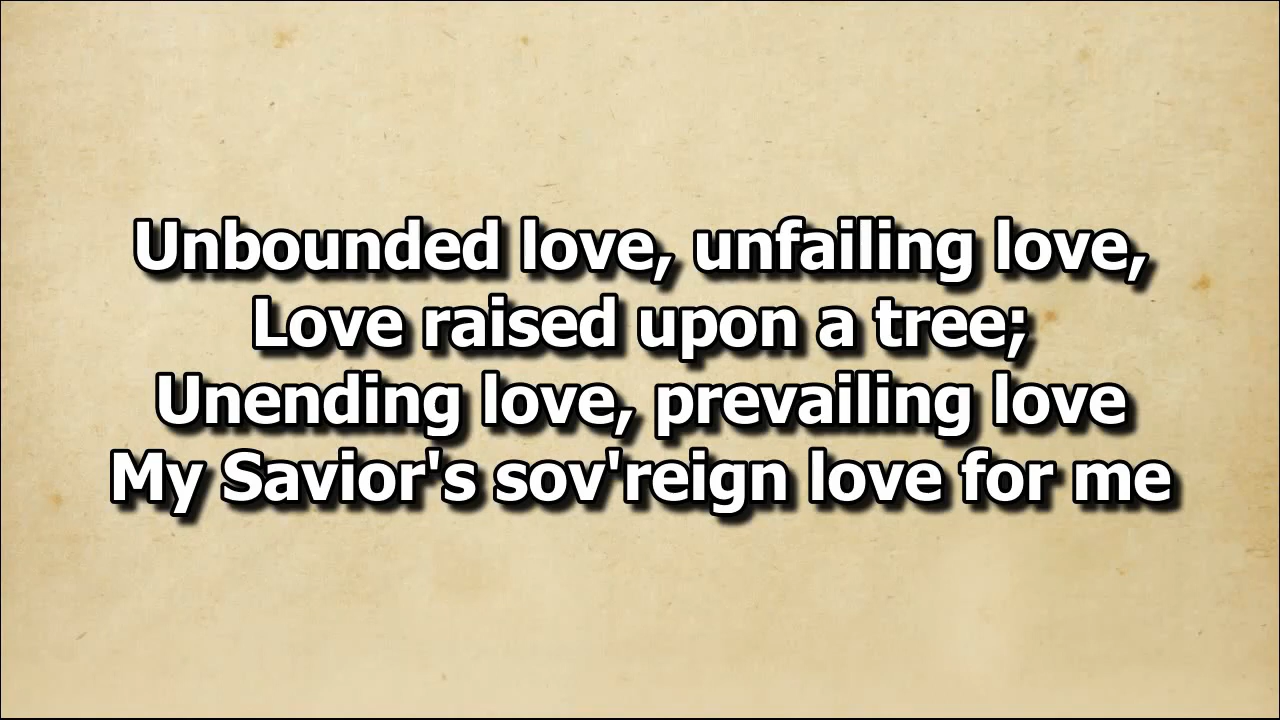 Unbounded love, unfailing love,
Love raised upon a tree;
Unending love, prevailing love
My Savior's sov'reign love for me